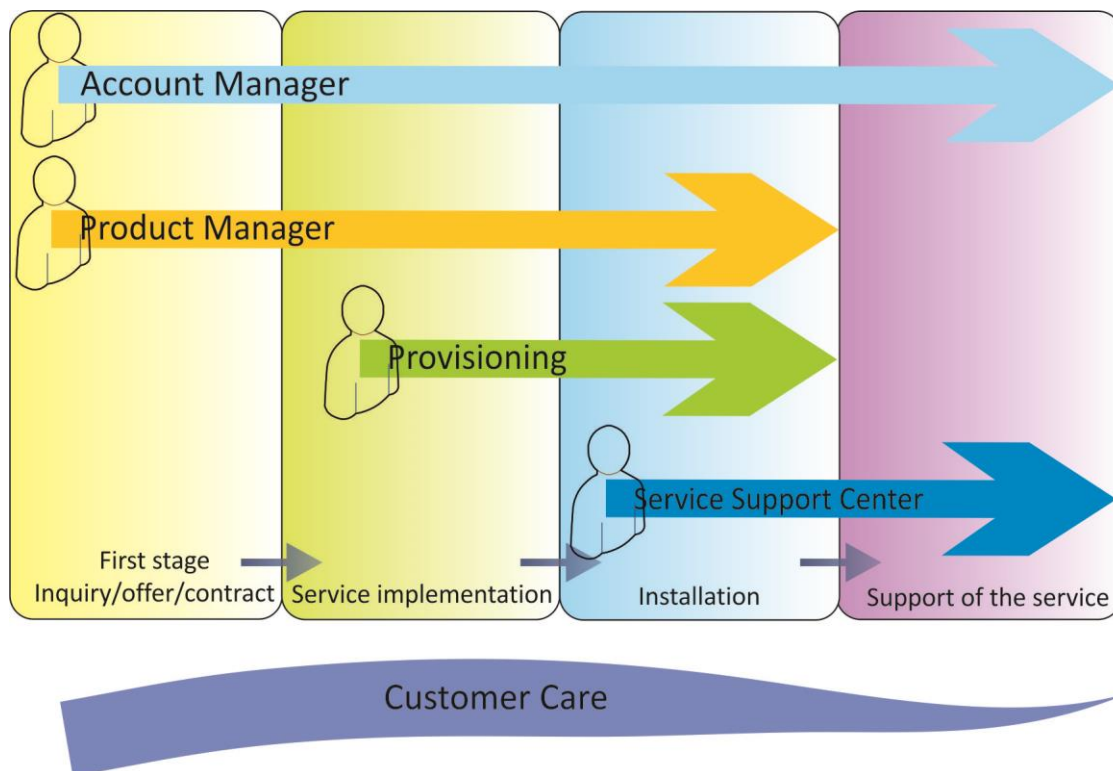 Account Manager
Product Manager
Provisioning
Service Support Center
First stage
Inquiry/offer/contract
Service implementation
Installation
Support of the service
Customer Care